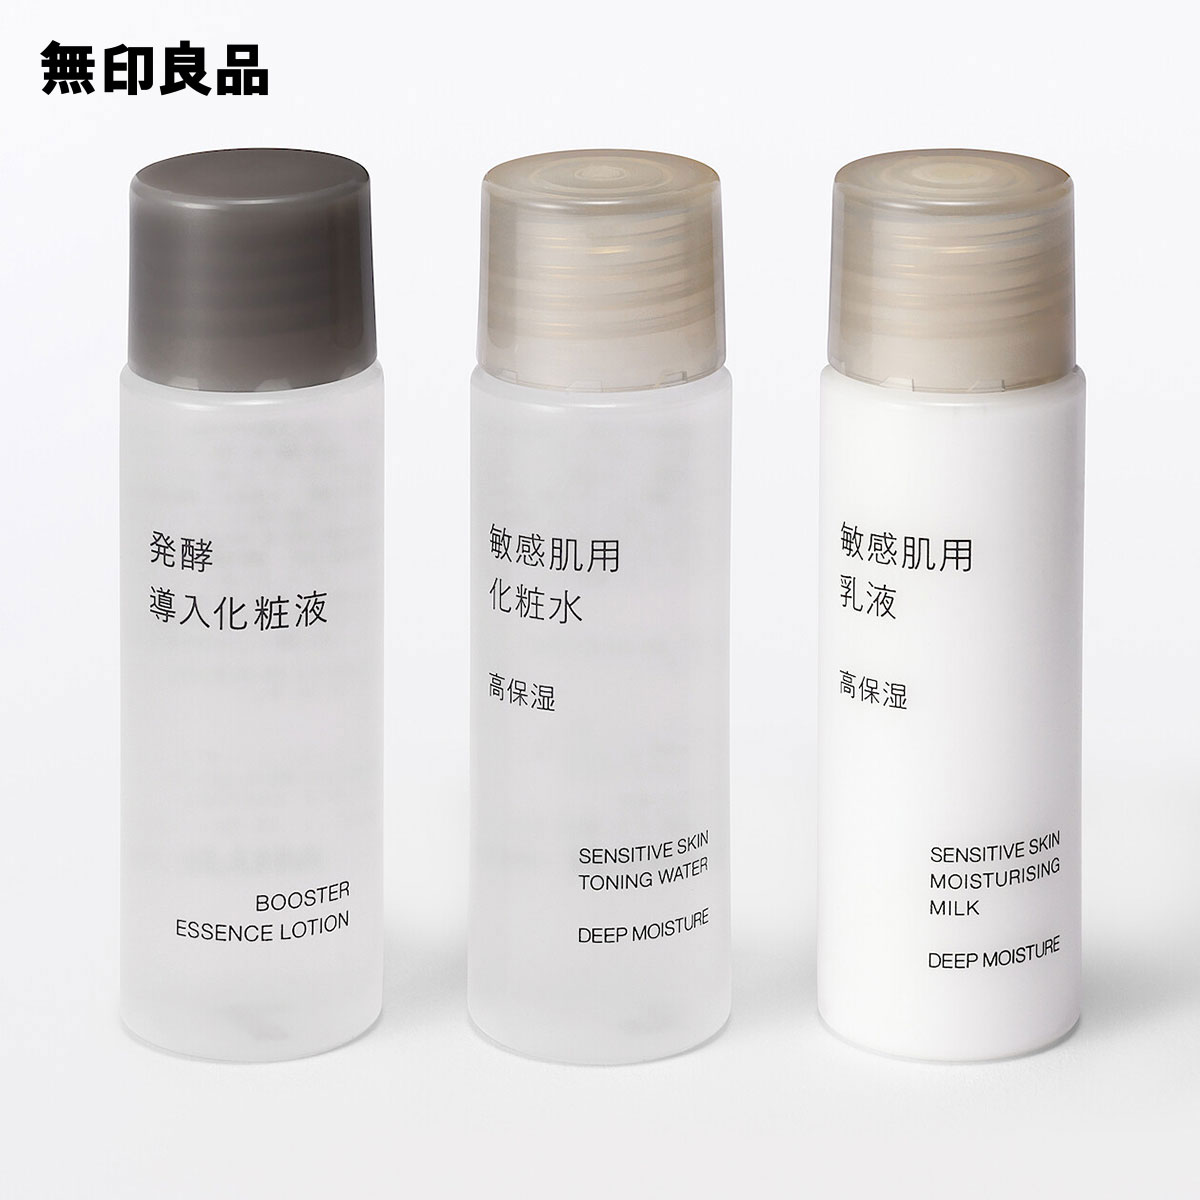 無印良品
発酵
導入化粧液
BOOSTER
ESSENCE LOTION
敏感肌用
化粧水
高保湿
SENSITIVE SKIN
TONING WATER
DEEP MOISTURE
敏感肌用
乳液
高保湿
SENSITIVE SKIN
MOISTURISING
MILK
DEEP MOISTURE